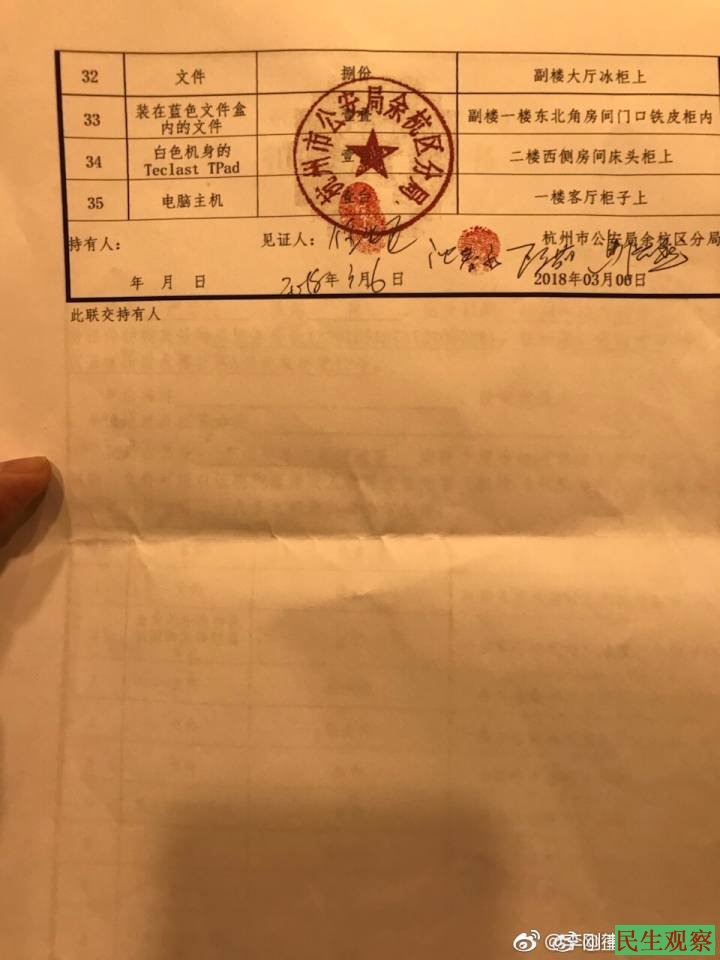 32 文件 捌份 副楼大厅冰柜上
33 装在蓝色文件盒内的文件 副楼一楼东北角房间门口铁皮柜内
34 白色机身的 Teclast TPad 壹 二楼西侧房间床头柜上
35 电脑主机 壹台 一楼客厅柜子上
杭州市公安局余杭区分局
持有人： 见证人： 杭州市公安局余杭区分局
年 月 日 2018年3月6日 2018年03月06日
此联交持有人
民生观察